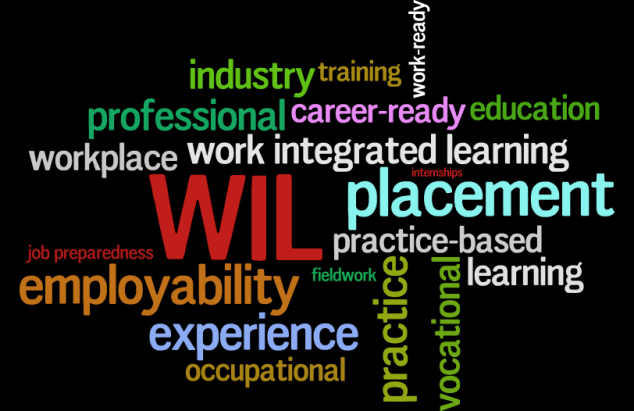 work-ready
industry
training
professional
career-ready
education
workplace
work integrated learning
internships
WIL
placement
job preparedness
practice-based
employability
fieldwork
practice
vocational
learning
experience
occupational